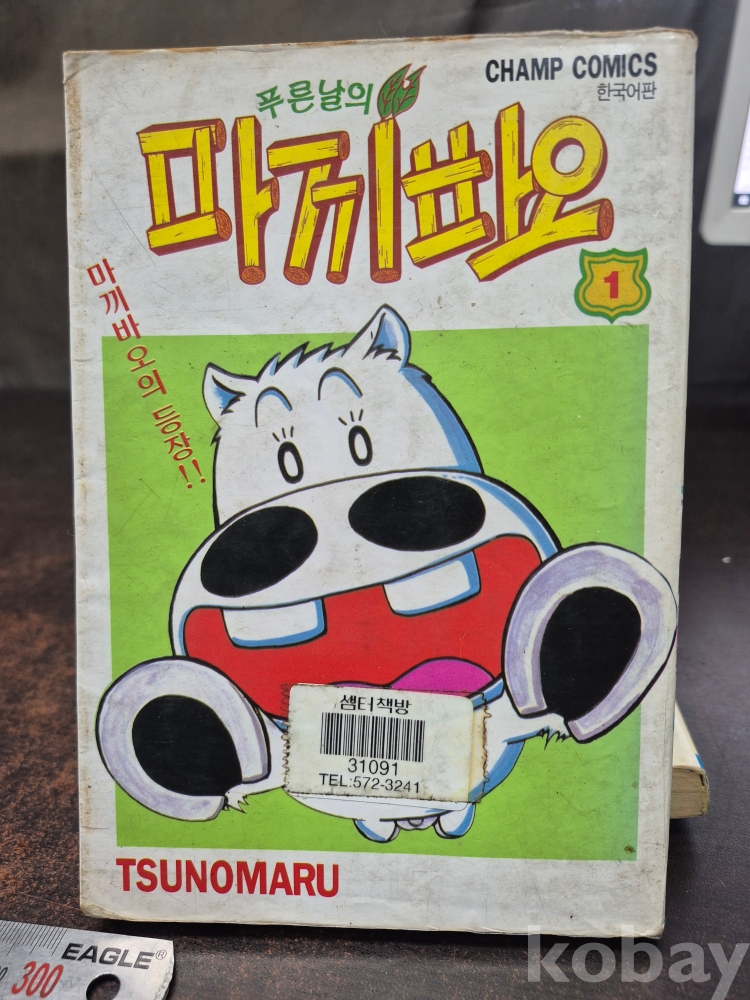 CHAMP COMICS
한국어판
푸른날의
마끼바오
1
마끼바오의 등장!!
샘터책방
31091
TEL:572-3241
TSUNOMARU
EAGLE®
300
kobay